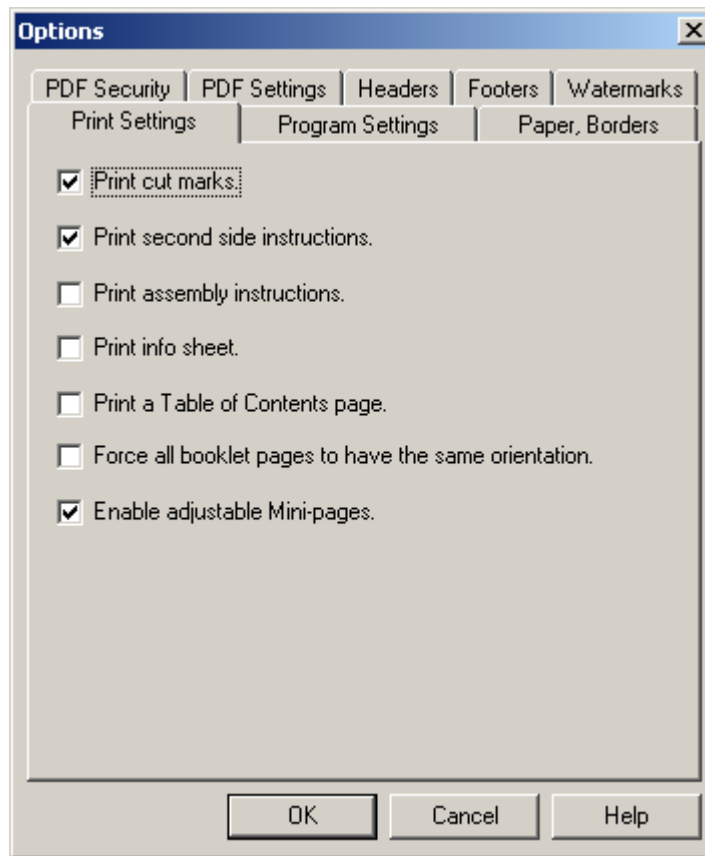 Options
PDF Security PDF Settings Headers Footers Watermarks
Print Settings Program Settings Paper, Borders
Print cut marks.
Print second side instructions.
Print assembly instructions.
Print info sheet.
Print a Table of Contents page.
Force all booklet pages to have the same orientation.
Enable adjustable Mini-pages.
OK Cancel Help